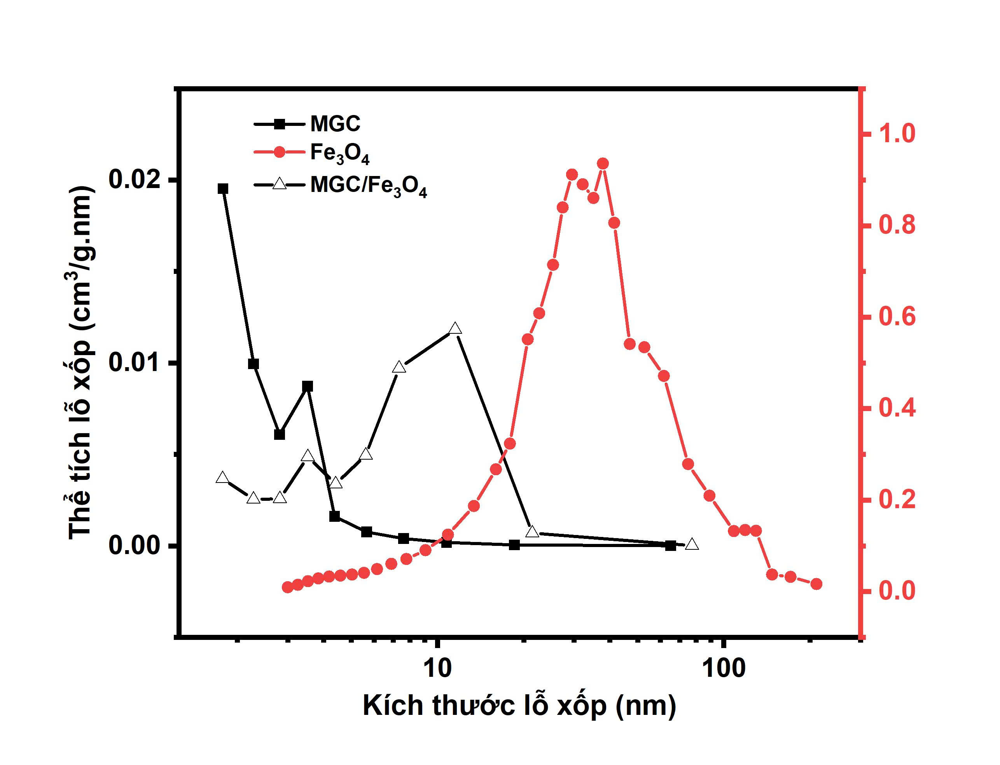 MGC
Fe₃O₄
MGC/Fe₃O₄
Thể tích lỗ xốp (cm³/g.nm)
0.02
0.01
0.00
1.0
0.8
0.6
0.4
0.2
0.0
10
100
Kích thước lỗ xốp (nm)